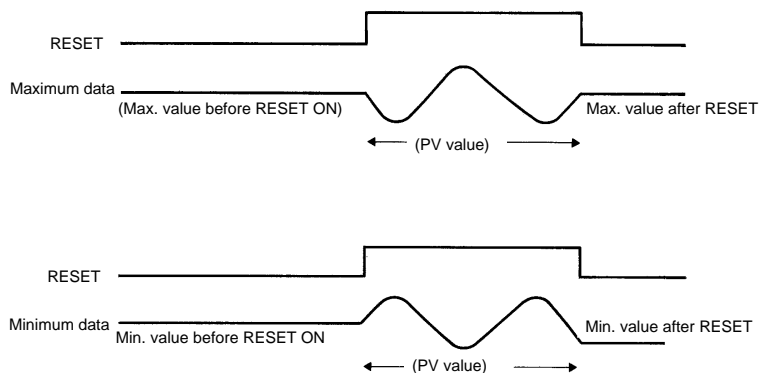 RESET
Maximum data
(Max. value before RESET ON)
Max. value after RESET
(PV value)
RESET
Minimum data
Min. value before RESET ON
Min. value after RESET
(PV value)